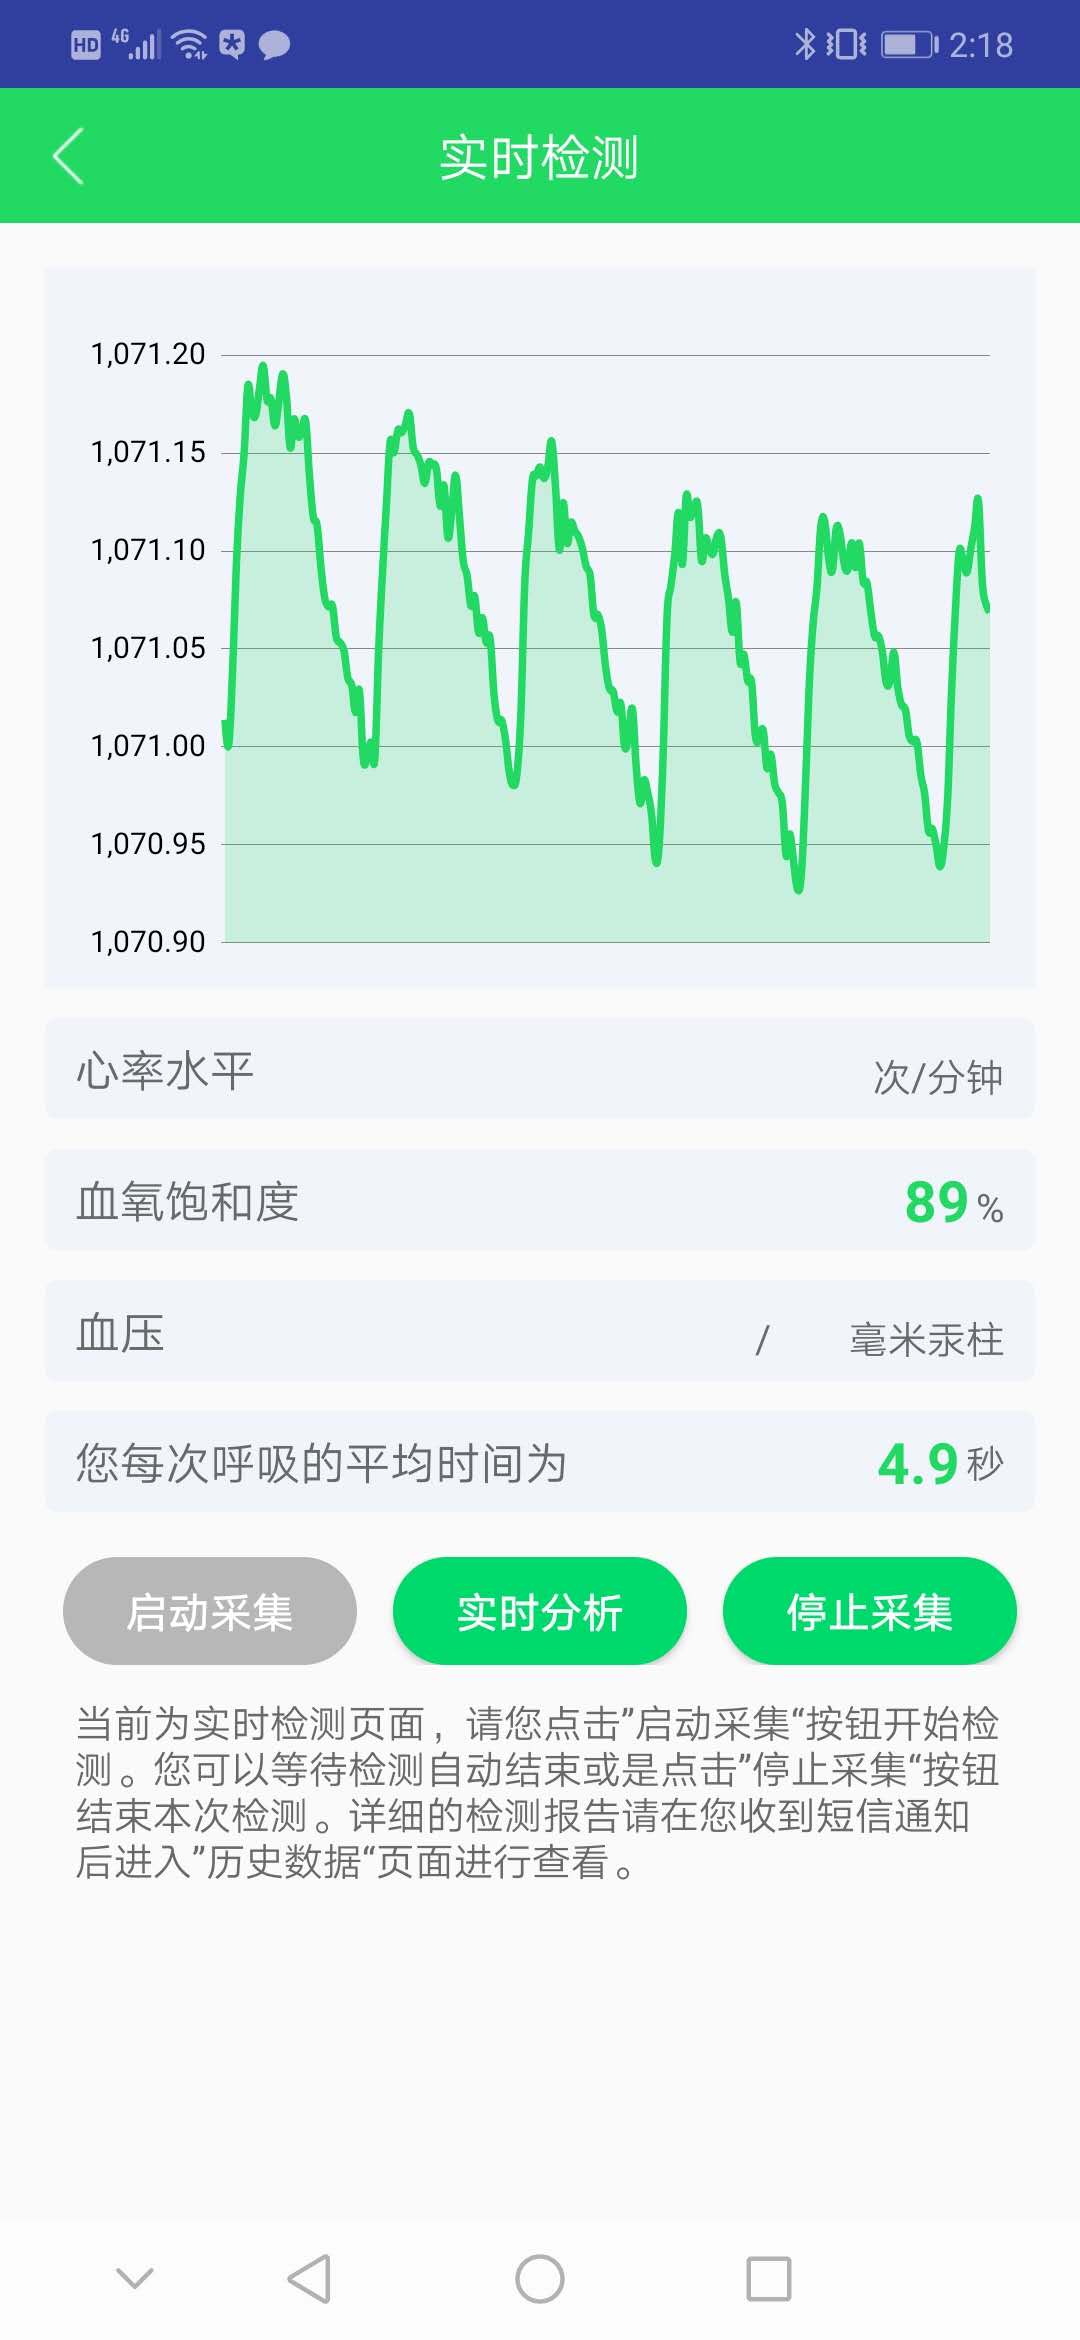 HD 4G 2:18
实时检测
1,071.20
1,071.15
1,071.10
1,071.05
1,071.00
1,070.95
1,070.90
心率水平 次/分钟
血氧饱和度 89 %
血压 / 毫米汞柱
您每次呼吸的平均时间为 4.9 秒
启动采集 实时分析 停止采集
当前为实时检测页面，请您点击”启动采集“按钮开始检
测。您可以等待检测自动结束或是点击”停止采集“按钮
结束本次检测。详细的检测报告请在您收到短信通知
后进入”历史数据“页面进行查看。